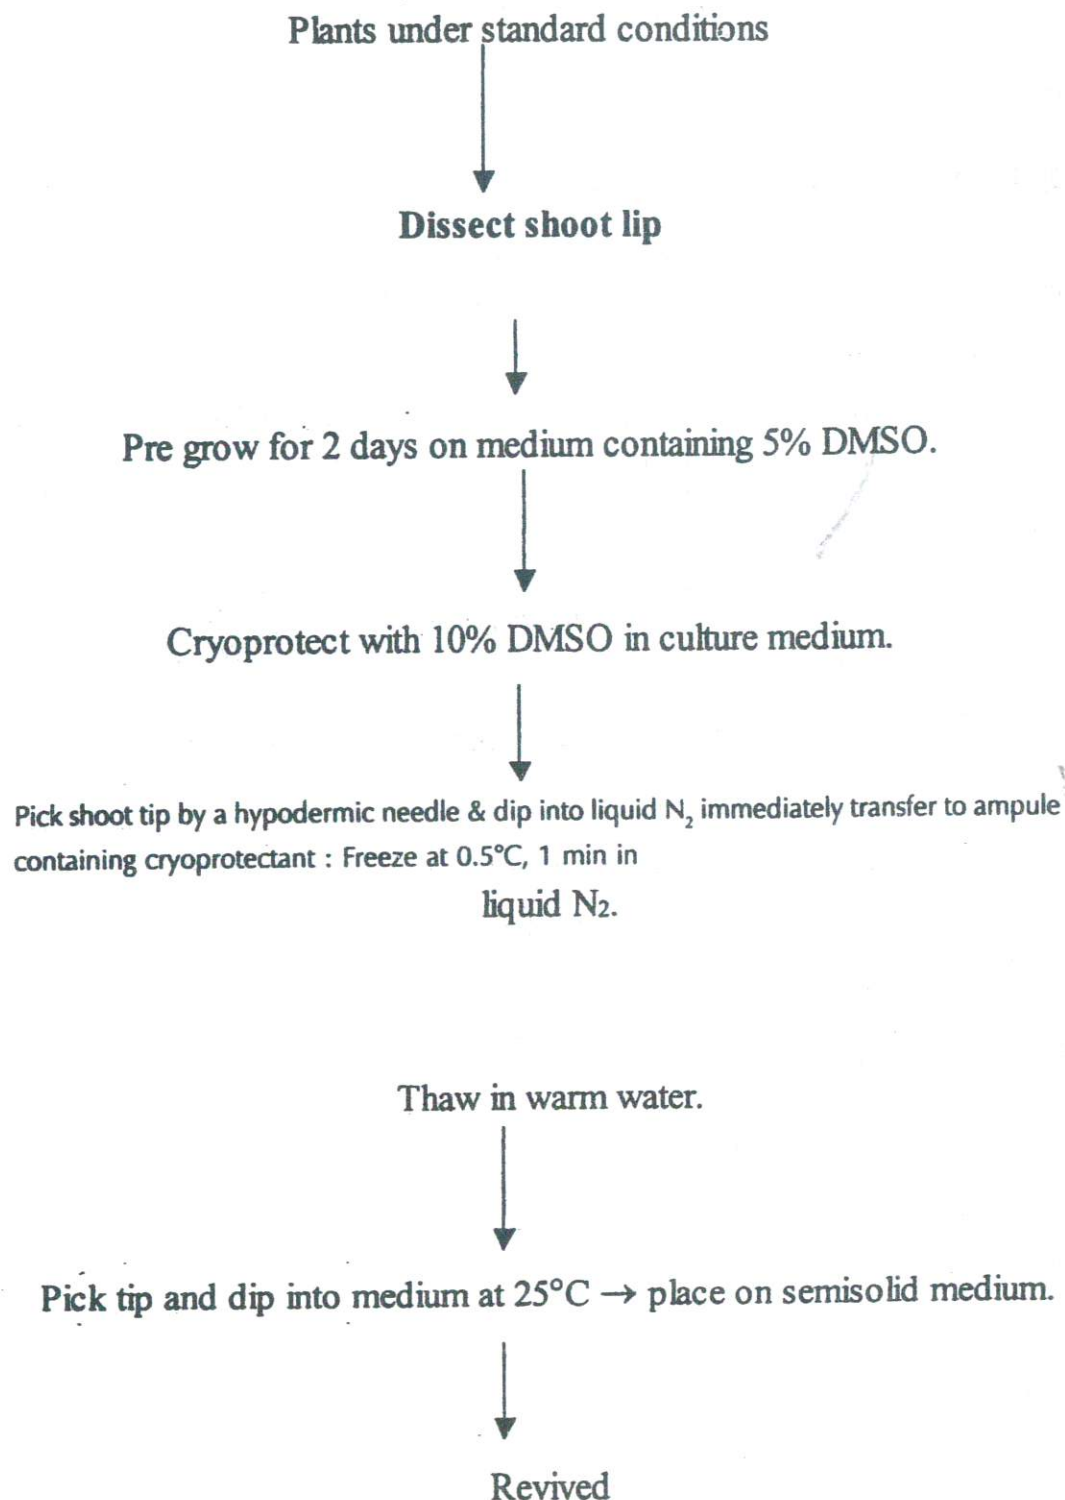 Plants under standard conditions
Dissect shoot lip
Pre grow for 2 days on medium containing 5% DMSO.
Cryoprotect with 10% DMSO in culture medium.
Pick shoot tip by a hypodermic needle & dip into liquid N₂ immediately transfer to ampule
containing cryoprotectant : Freeze at 0.5°C, 1 min in
liquid N₂.
Thaw in warm water.
Pick tip and dip into medium at 25°C → place on semisolid medium.
Revived